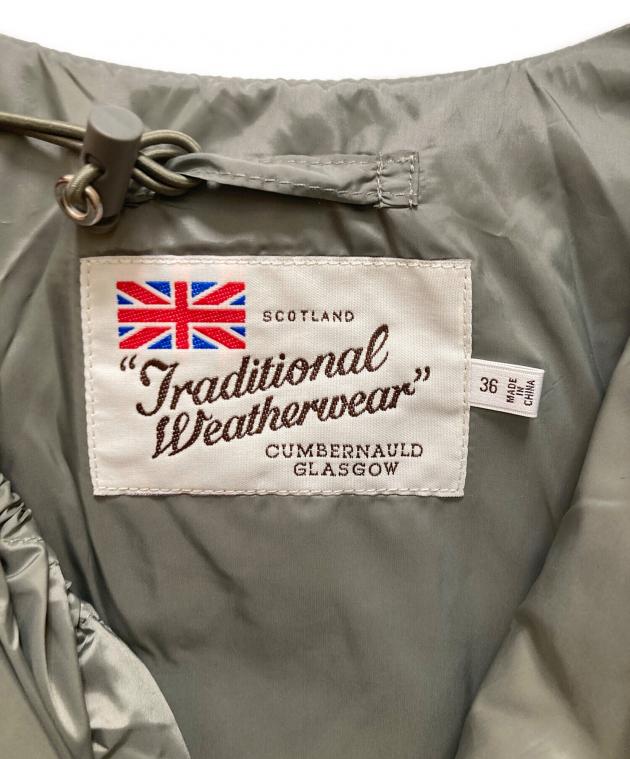 SCOTLAND
"Traditional
Weatherwear"
CUMBERNAULD
GLASGOW
36
MADE
IN
CHINA